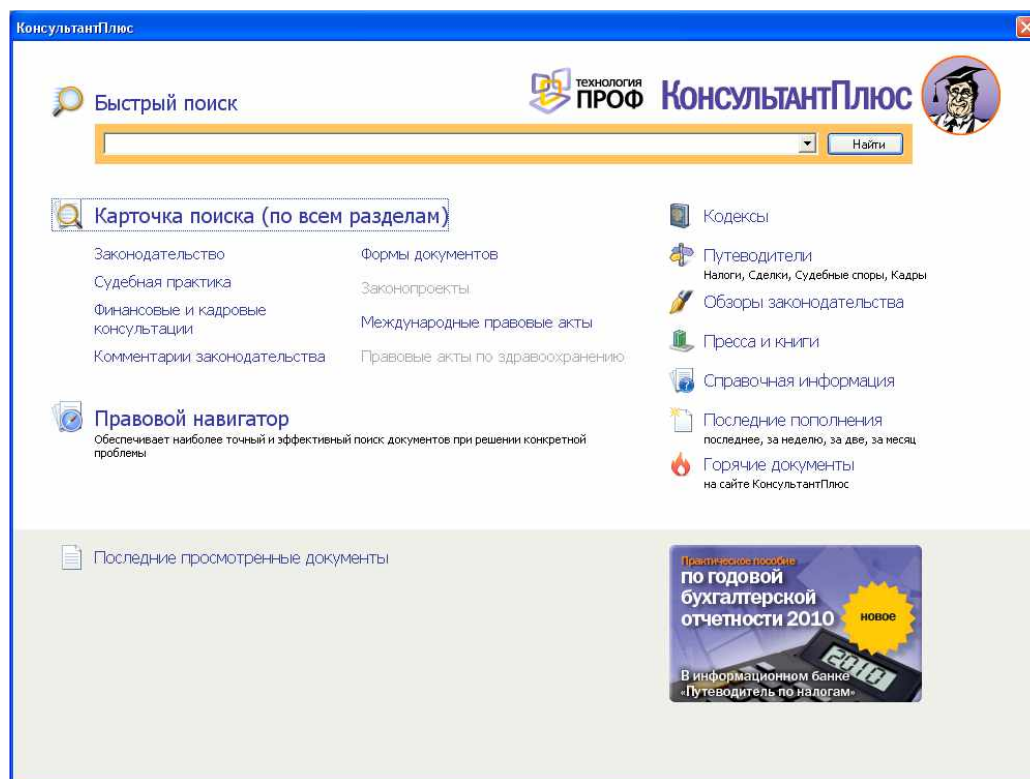 КонсультантПлюс
Быстрый поиск
технология
ПРОФ
КонсультантПлюс
Найти
Карточка поиска (по всем разделам)
Законодательство
Судебная практика
Финансовые и кадровые
консультации
Комментарии законодательства
Формы документов
Законопроекты
Международные правовые акты
Правовые акты по здравоохранению
Правовой навигатор
Обеспечивает наиболее точный и эффективный поиск документов при решении конкретной
проблемы
Кодексы
Путеводители
Налоги, Сделки, Судебные споры, Кадры
Обзоры законодательства
Пресса и книги
Справочная информация
Последние пополнения
последнее, за неделю, за две, за месяц
Горячие документы
на сайте КонсультантПлюс
Последние просмотренные документы
Практическое пособие
по годовой
бухгалтерской
отчетности 2010
новое
2010
В информационном банке
«Путеводитель по налогам»